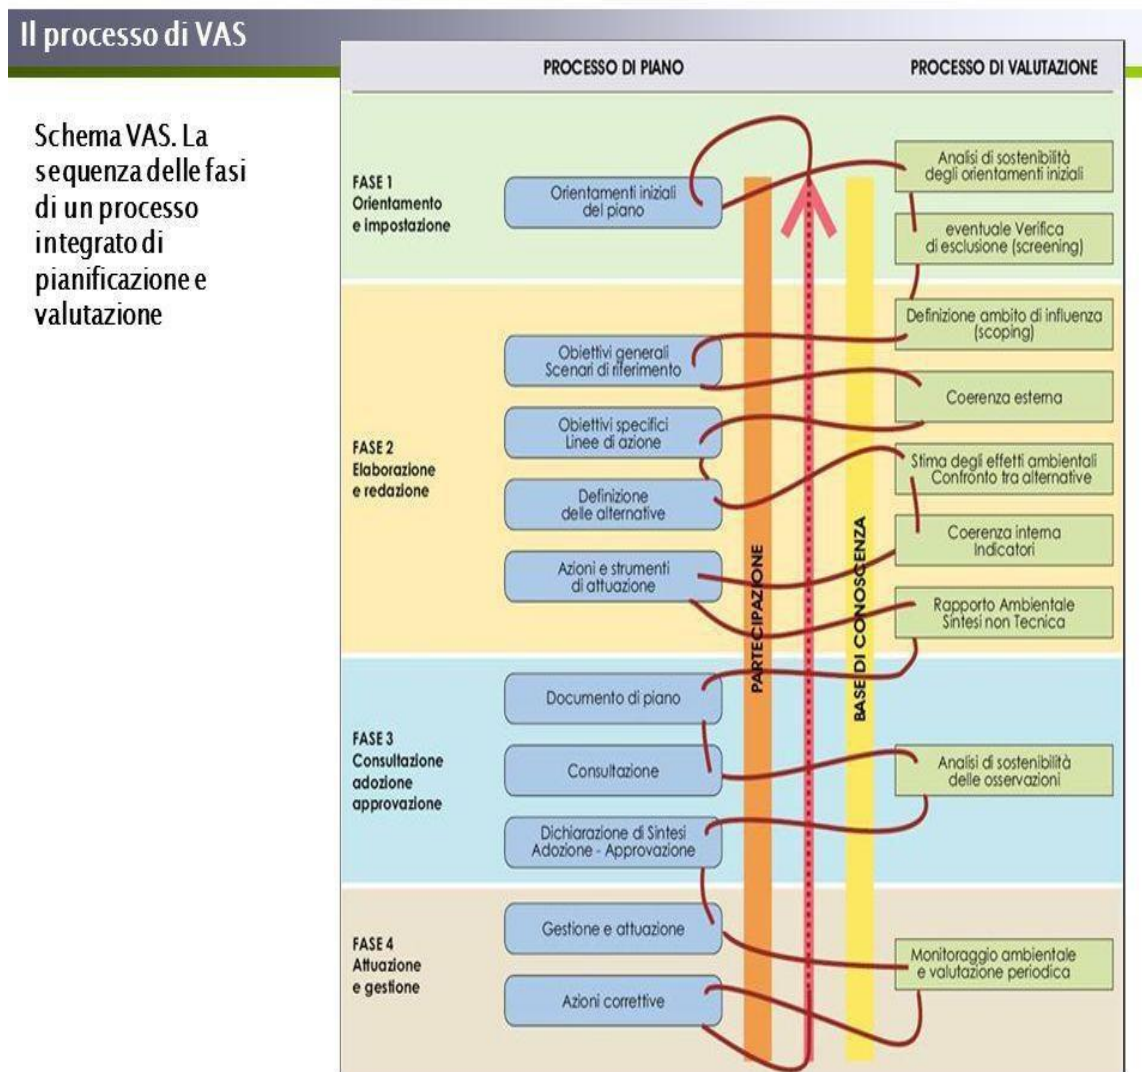 Il processo di VAS
Schema VAS. La
sequenza delle fasi
di un processo
integrato di
pianificazione e
valutazione
PROCESSO DI PIANO
PROCESSO DI VALUTAZIONE
FASE 1
Orientamento
e impostazione
Orientamenti iniziali
del piano
Analisi di sostenibilità
degli orientamenti iniziali
eventuale Verifica
di esclusione (screening)
FASE 2
Elaborazione
e redazione
Definizione ambito di influenza
(scoping)
Obiettivi generali
Scenari di riferimento
Coerenza esterna
Obiettivi specifici
Linee di azione
Stima degli effetti ambientali
Confronto tra alternative
Definizione
delle alternative
Coerenza interna
Indicatori
Azioni e strumenti
di attuazione
Rapporto Ambientale
Sintesi non Tecnica
PARTECIPAZIONE
BASE DI CONOSCENZA
FASE 3
Consultazione
adozione
approvazione
Documento di piano
Consultazione
Analisi di sostenibilità
delle osservazioni
Dichiarazione di Sintesi
Adozione - Approvazione
FASE 4
Attuazione
e gestione
Gestione e attuazione
Monitoraggio ambientale
e valutazione periodica
Azioni correttive